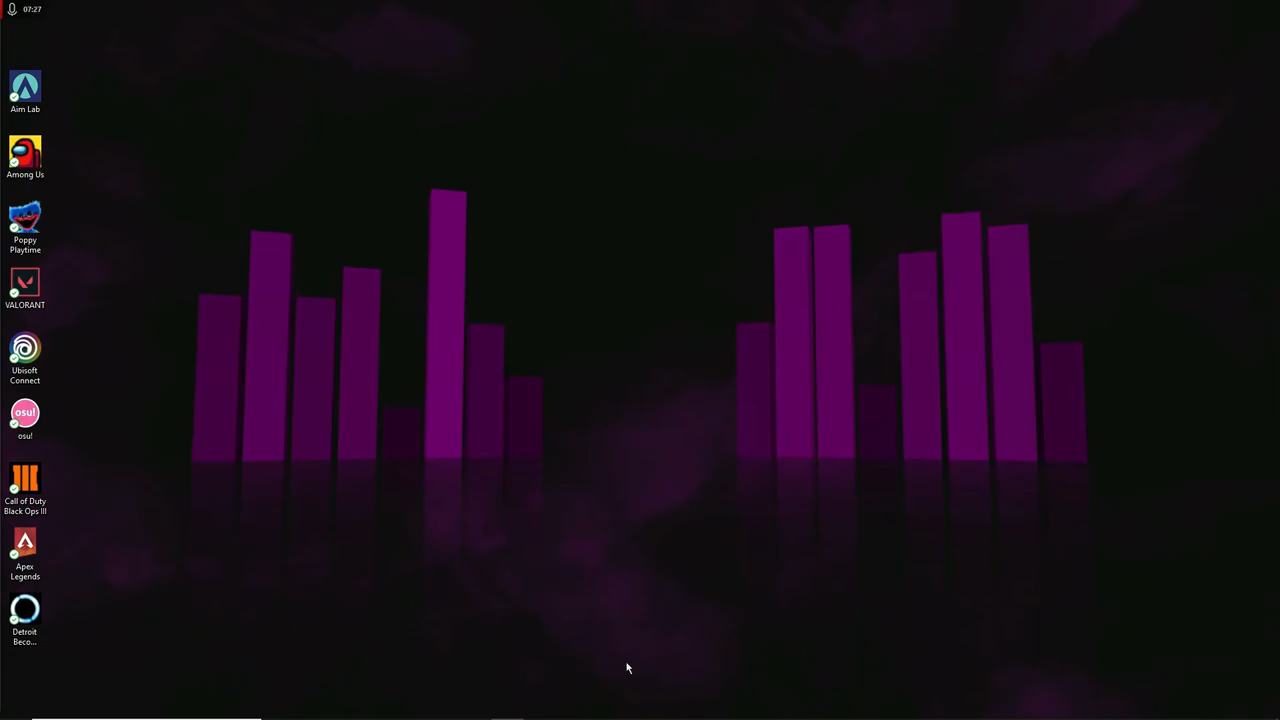 07:27
Aim Lab
Among Us
Poppy
Playtime
VALORANT
Ubisoft
Connect
osu!
osu!
Call of Duty
Black Ops III
Apex
Legends
Detroit
Beco...